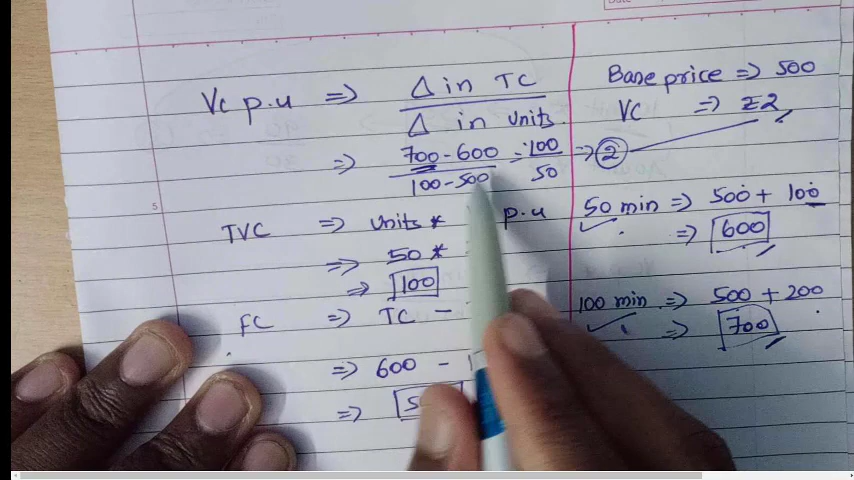 Vc p.u => Δ in TC
Δ in units
=> 700 - 600 = 100 => 2
100 - 500 50
TVC => units * p.u
=> 50 *
=> 100
FC => TC -
=> 600 -
=>
Base price => 500
VC => ₹2
50 min => 500 + 100
=> 600
100 min => 500 + 200
=> 700
5